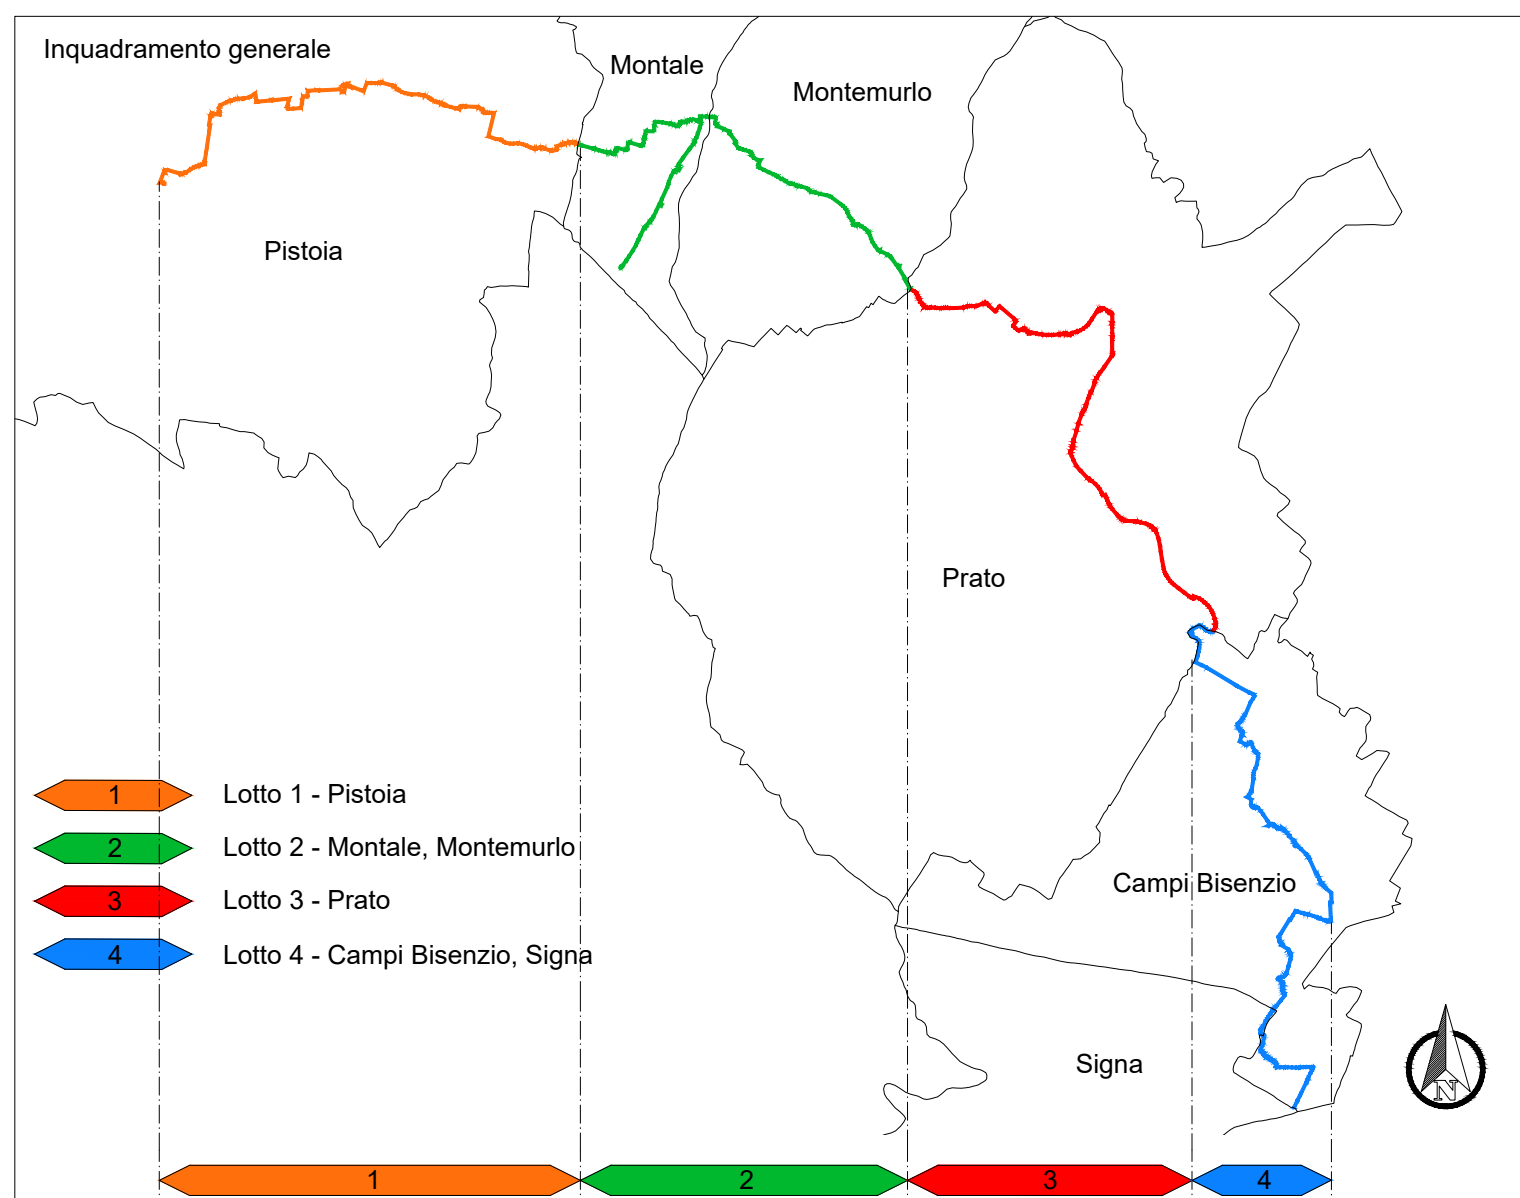 Inquadramento generale
Montale
Montemurlo
Pistoia
Prato
1 Lotto 1 - Pistoia
2 Lotto 2 - Montale, Montemurlo
3 Lotto 3 - Prato
4 Lotto 4 - Campi Bisenzio, Signa
Campi Bisenzio
Signa
N
1 2 3 4